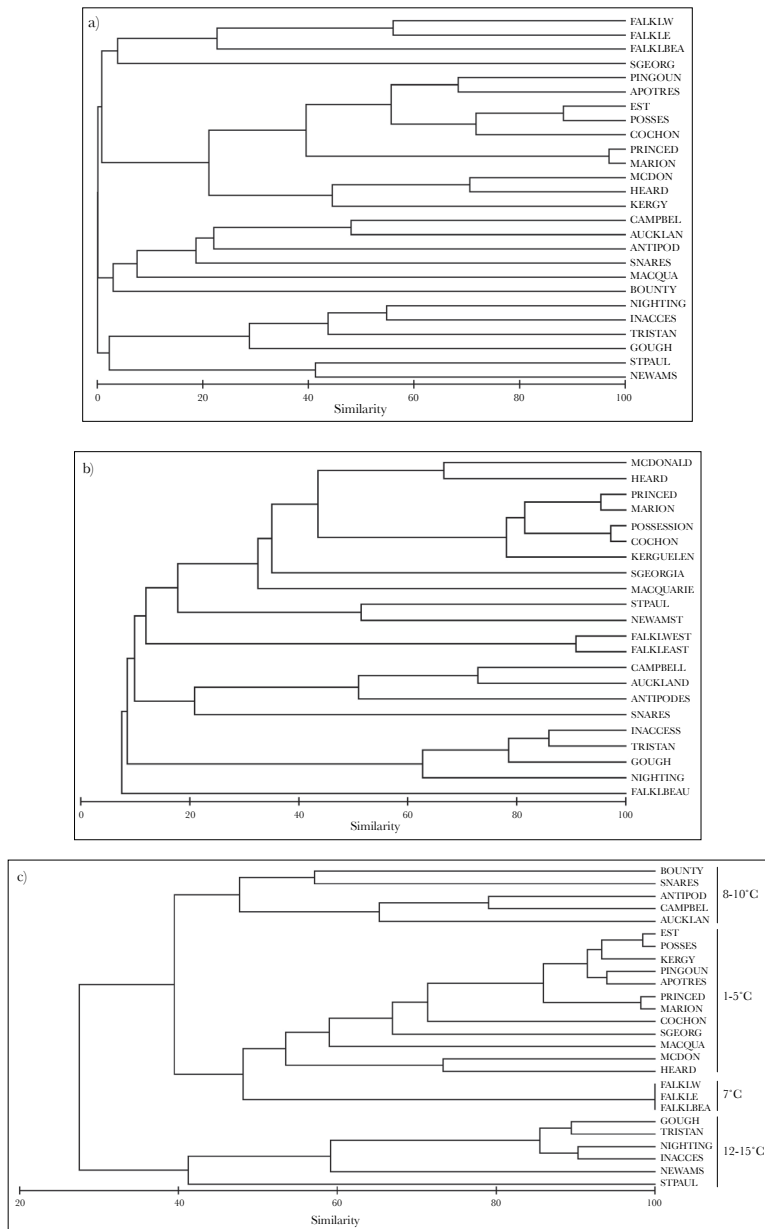 a)
FALKLW
FALKLE
FALKLBEA
SGEORG
PINGOUN
APOTRES
EST
POSSES
COCHON
PRINCED
MARION
MCDON
HEARD
KERGY
CAMPBEL
AUCKLAN
ANTIPOD
SNARES
MACQUA
BOUNTY
NIGHTING
INACCES
TRISTAN
GOUGH
STPAUL
NEWAMS
0 20 40 60 80 100
Similarity
b)
MCDONALD
HEARD
PRINCED
MARION
POSSESSION
COCHON
KERGUELEN
SGEORGIA
MACQUARIE
STPAUL
NEWAMST
FALKLWEST
FALKLEAST
CAMPBELL
AUCKLAND
ANTIPODES
SNARES
INACCESS
TRISTAN
GOUGH
NIGHTING
FALKLBEAU
0 20 40 60 80 100
Similarity
c)
BOUNTY
SNARES
ANTIPOD
CAMPBEL
AUCKLAN
8-10˚C
EST
POSSES
KERGY
PINGOUN
APOTRES
PRINCED
MARION
COCHON
SGEORG
MACQUA
MCDON
HEARD
1-5˚C
FALKLW
FALKLE
FALKLBEA
7˚C
GOUGH
TRISTAN
NIGHTING
INACCES
NEWAMS
STPAUL
12-15˚C
20 40 60 80 100
Similarity